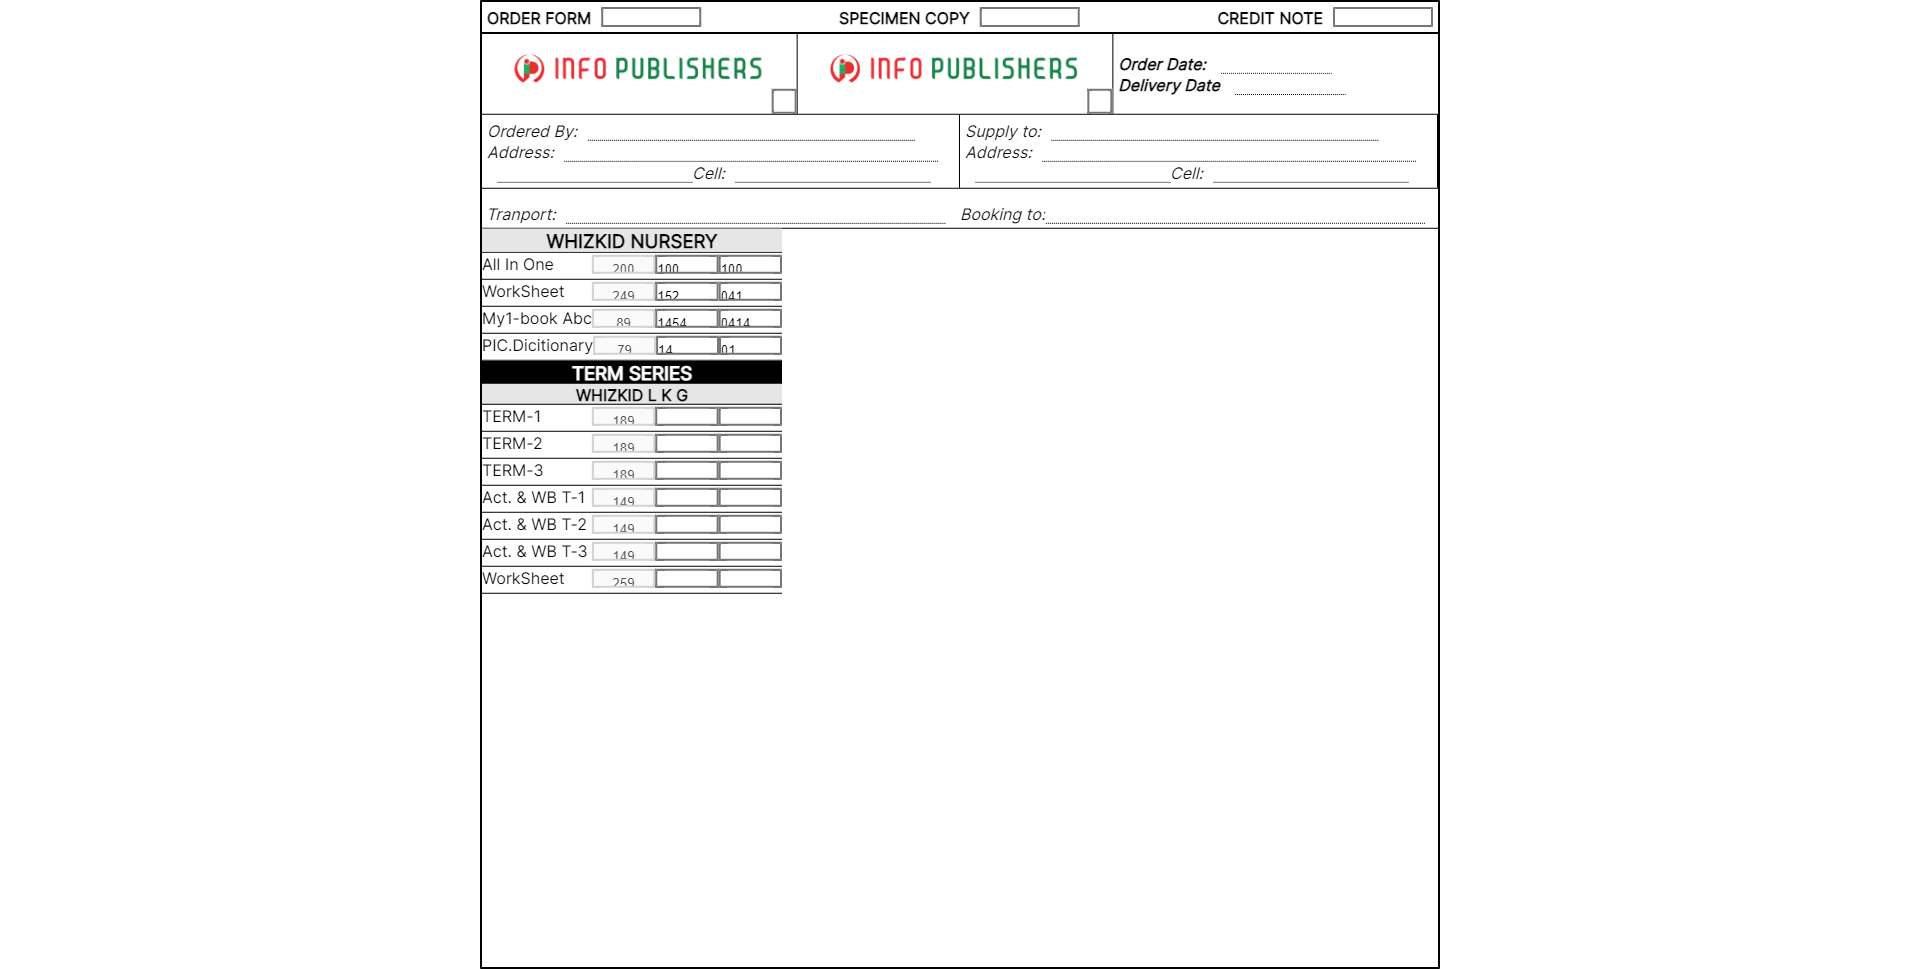 ORDER FORM SPECIMEN COPY CREDIT NOTE
INFO PUBLISHERS INFO PUBLISHERS
Order Date:
Delivery Date
Ordered By: Supply to:
Address: Address:
Cell: Cell:
Tranport: Booking to:
WHIZKID NURSERY
All In One 200 100 100
WorkSheet 249 152 041
My1-book Abc 89 1454 0414
PIC.Dicitionary 79 14 01
TERM SERIES
WHIZKID L K G
TERM-1 189
TERM-2 189
TERM-3 189
Act. & WB T-1 149
Act. & WB T-2 149
Act. & WB T-3 149
WorkSheet 259